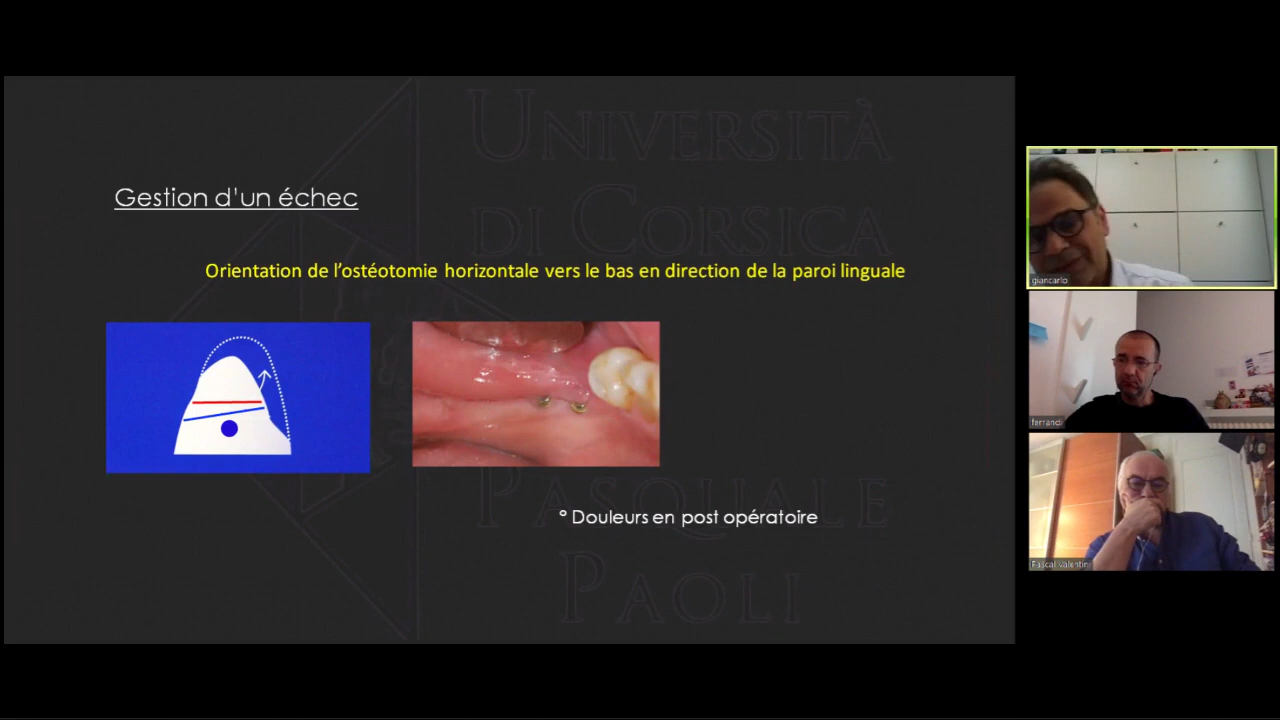 UNIVERSITÀ
DI CORSICA
Gestion d'un échec
Orientation de l'ostéotomie horizontale vers le bas en direction de la paroi linguale
PASQUALE
° Douleurs en post opératoire
PAOLI
giancarlo
ferrandi
Pascal Valentini